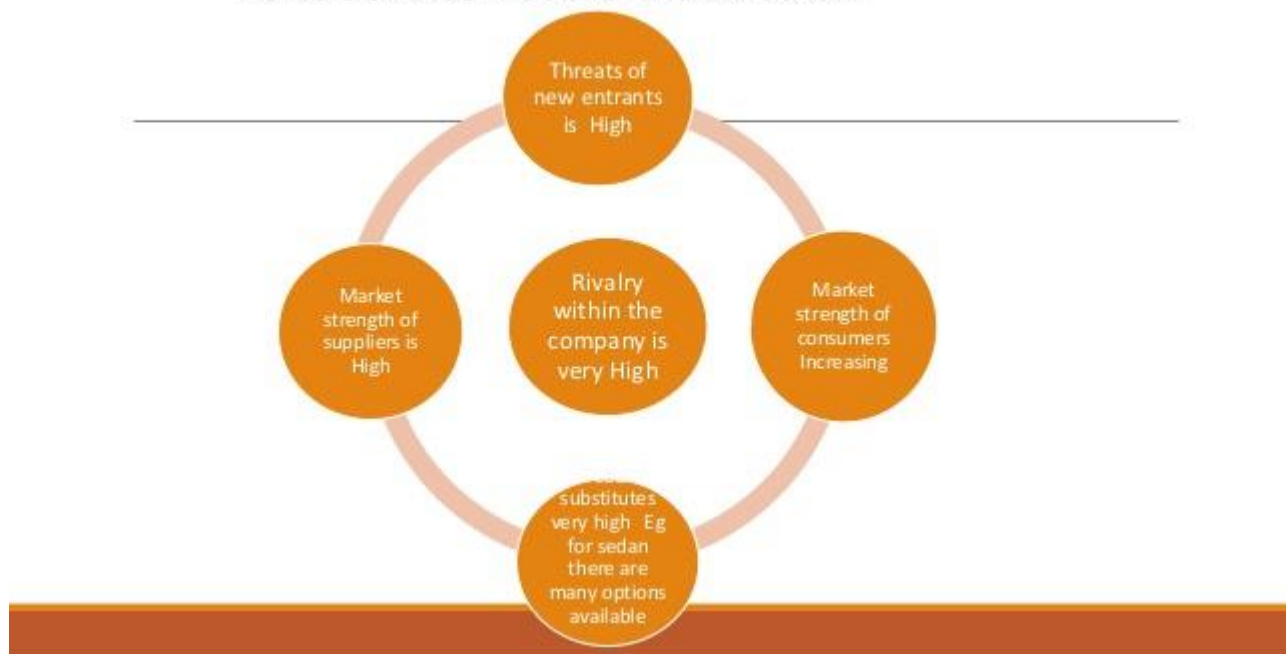 Threats of
new entrants
is High
Market
strength of
suppliers is
High
Rivalry
within the
company is
very High
Market
strength of
consumers
Increasing
substitutes
very high Eg
for sedan
there are
many options
available